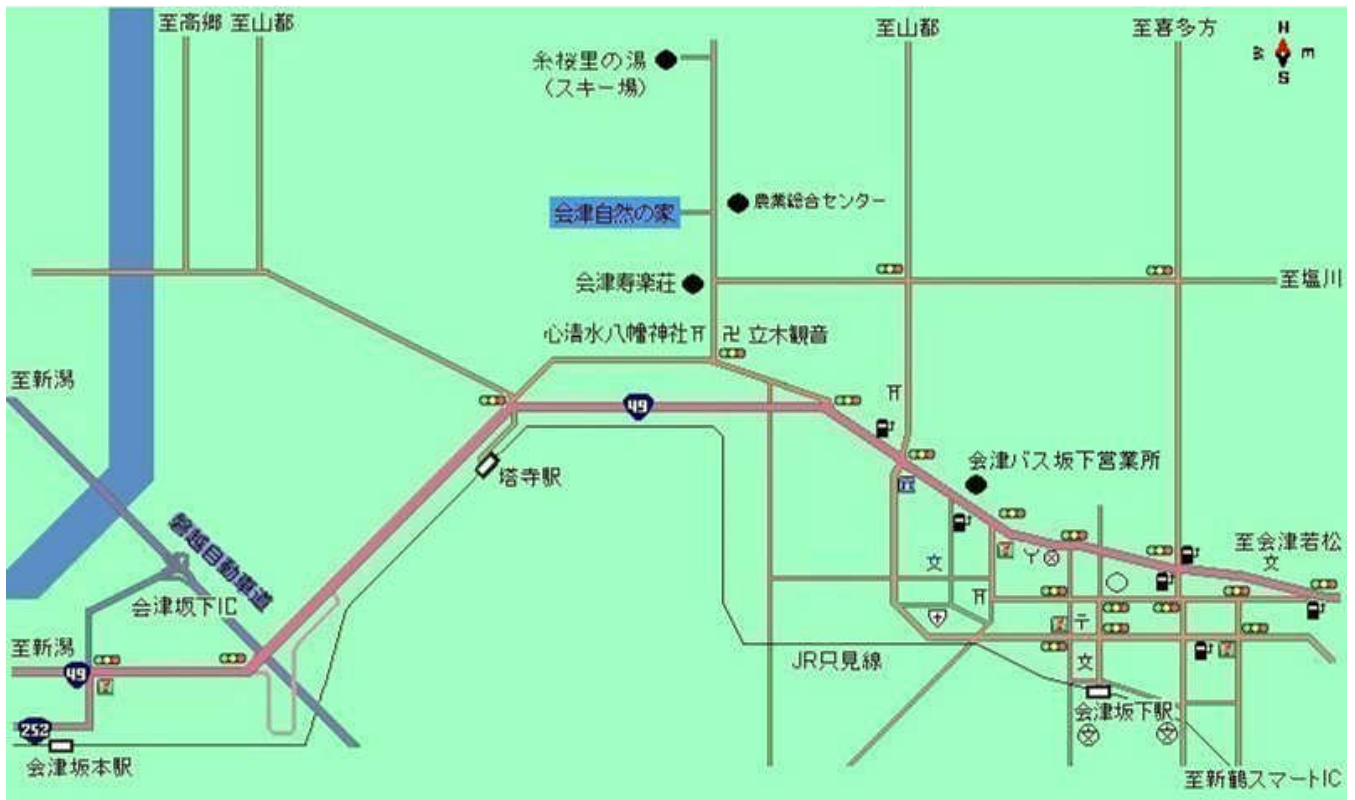 至高郷 至山都
糸桜里の湯
(スキー場)
至山都
至喜多方
N
W E
S
会津自然の家
農業総合センター
会津寿楽荘
至塩川
心清水八幡神社 卍 立木観音
至新潟
49
塔寺駅
会津バス坂下営業所
磐越自動車道
至会津若松
文
文
会津坂下IC
至新潟
49
〒
JR只見線
文
252
会津坂下駅
会津坂本駅
至新鶴スマートIC